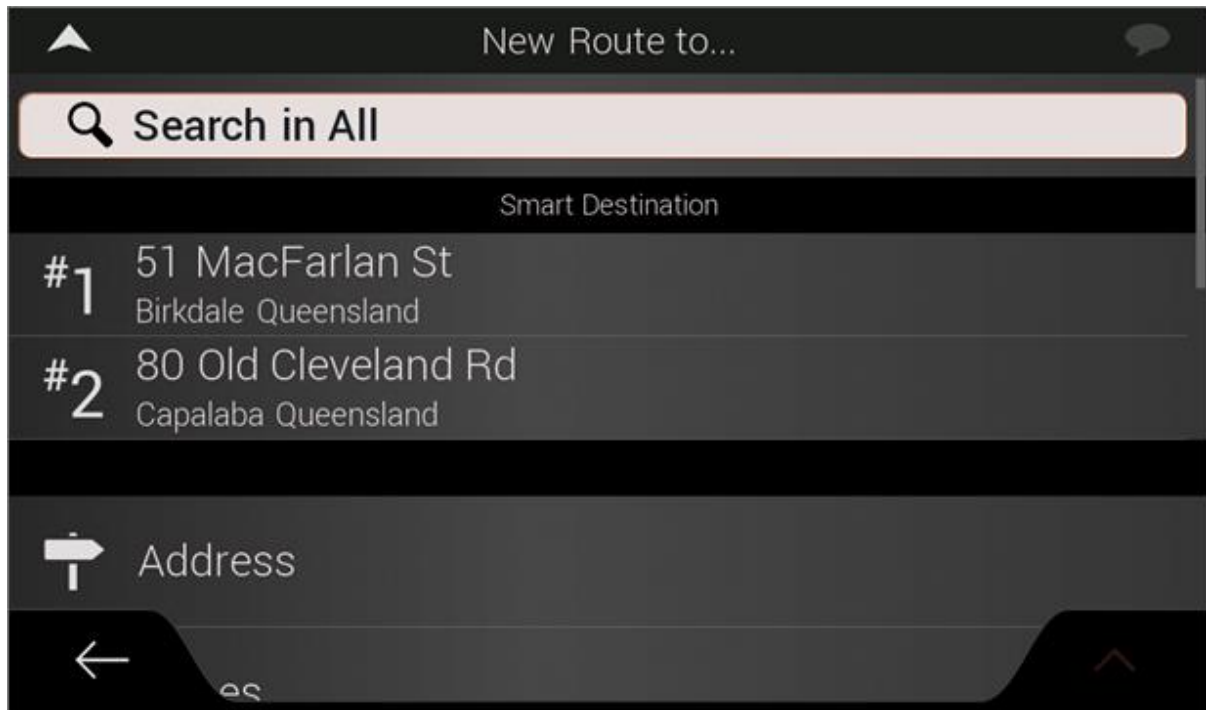 New Route to...
Search in All
Smart Destination
#1
51 MacFarlan St
Birkdale Queensland
#2
80 Old Cleveland Rd
Capalaba Queensland
Address